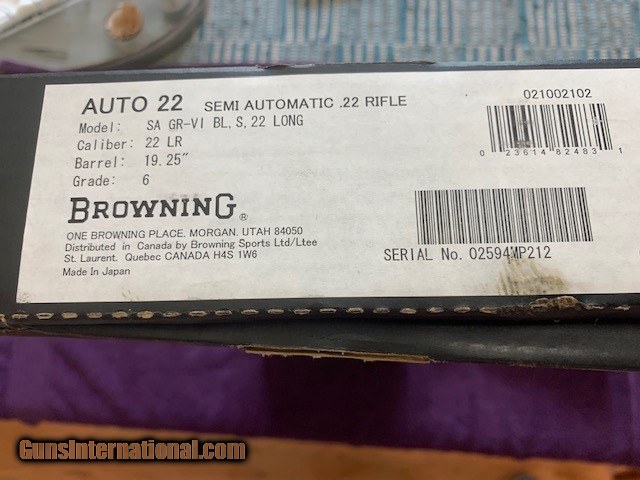 AUTO 22 SEMI AUTOMATIC .22 RIFLE
Model: SA GR-VI BL,S,22 LONG
Caliber: 22 LR
Barrel: 19.25"
Grade: 6
BROWNING®
ONE BROWNING PLACE, MORGAN, UTAH 84050
Distributed in Canada by Browning Sports Ltd/Ltee
St. Laurent, Quebec CANADA H4S 1W6
Made In Japan
021002102
0 23614 82483 1
SERIAL No. 02594MP212
GunsInternational.com